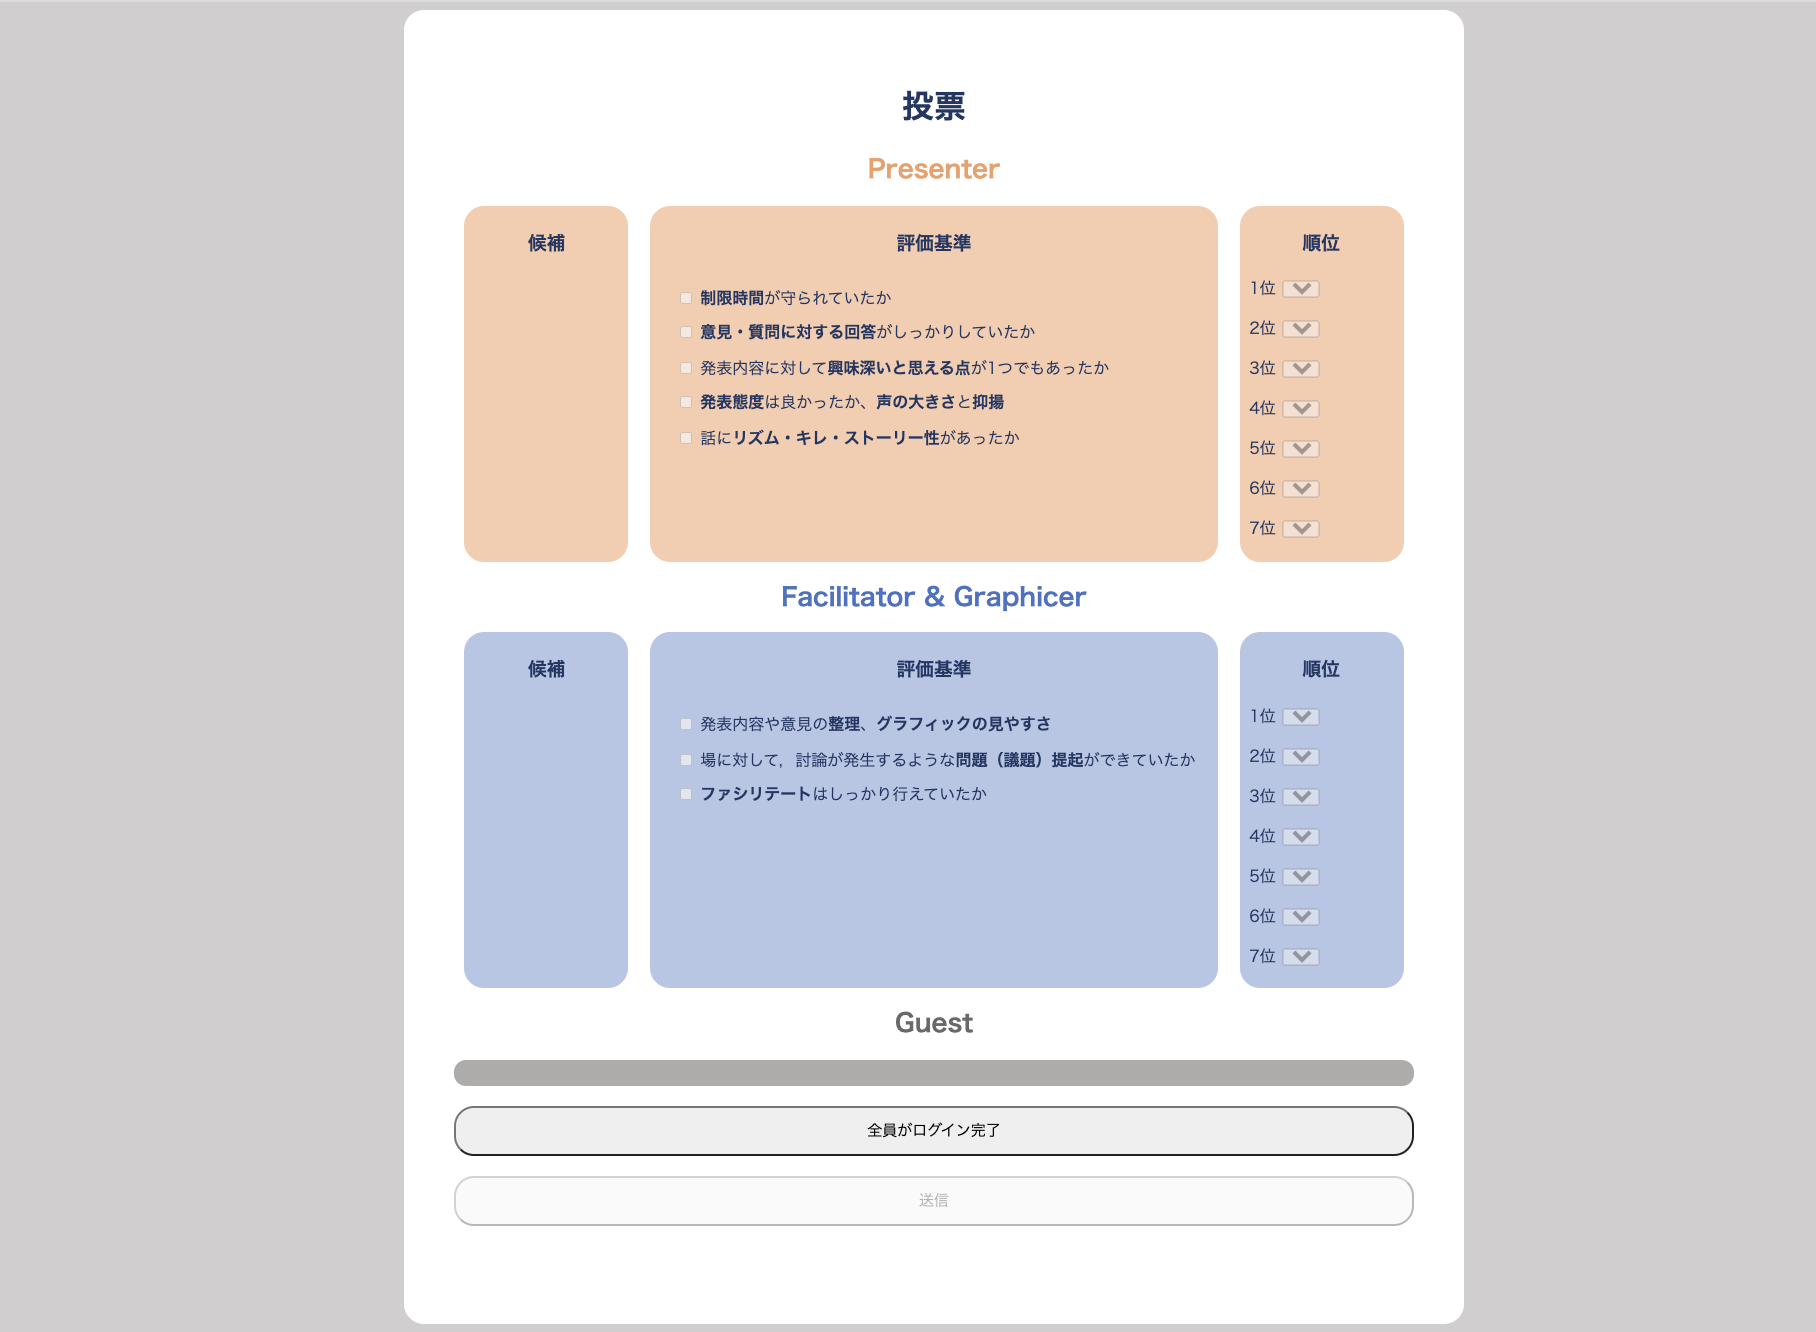 投票
Presenter
候補
評価基準
制限時間が守られていたか
意見・質問に対する回答がしっかりしていたか
発表内容に対して興味深いと思える点が1つでもあったか
発表態度は良かったか、声の大きさと抑揚
話にリズム・キレ・ストーリー性があったか
順位
1位
2位
3位
4位
5位
6位
7位
Facilitator & Graphicer
候補
評価基準
発表内容や意見の整理、グラフィックの見やすさ
場に対して，討論が発生するような問題（議題）提起ができていたか
ファシリテートはしっかり行えていたか
順位
1位
2位
3位
4位
5位
6位
7位
Guest
全員がログイン完了
送信